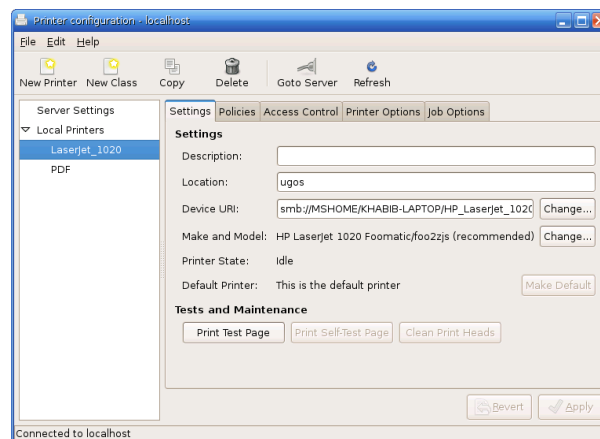 Printer configuration - localhost
File Edit Help
New Printer New Class Copy Delete Goto Server Refresh
Server Settings
Local Printers
LaserJet_1020
PDF
Settings Policies Access Control Printer Options Job Options
Settings
Description:
Location: ugos
Device URI: smb://MSHOME/KHABIB-LAPTOP/HP_LaserJet_1020 Change...
Make and Model: HP LaserJet 1020 Foomatic/foo2zjs (recommended) Change...
Printer State: Idle
Default Printer: This is the default printer Make Default
Tests and Maintenance
Print Test Page Print Self-Test Page Clean Print Heads
Revert Apply
Connected to localhost